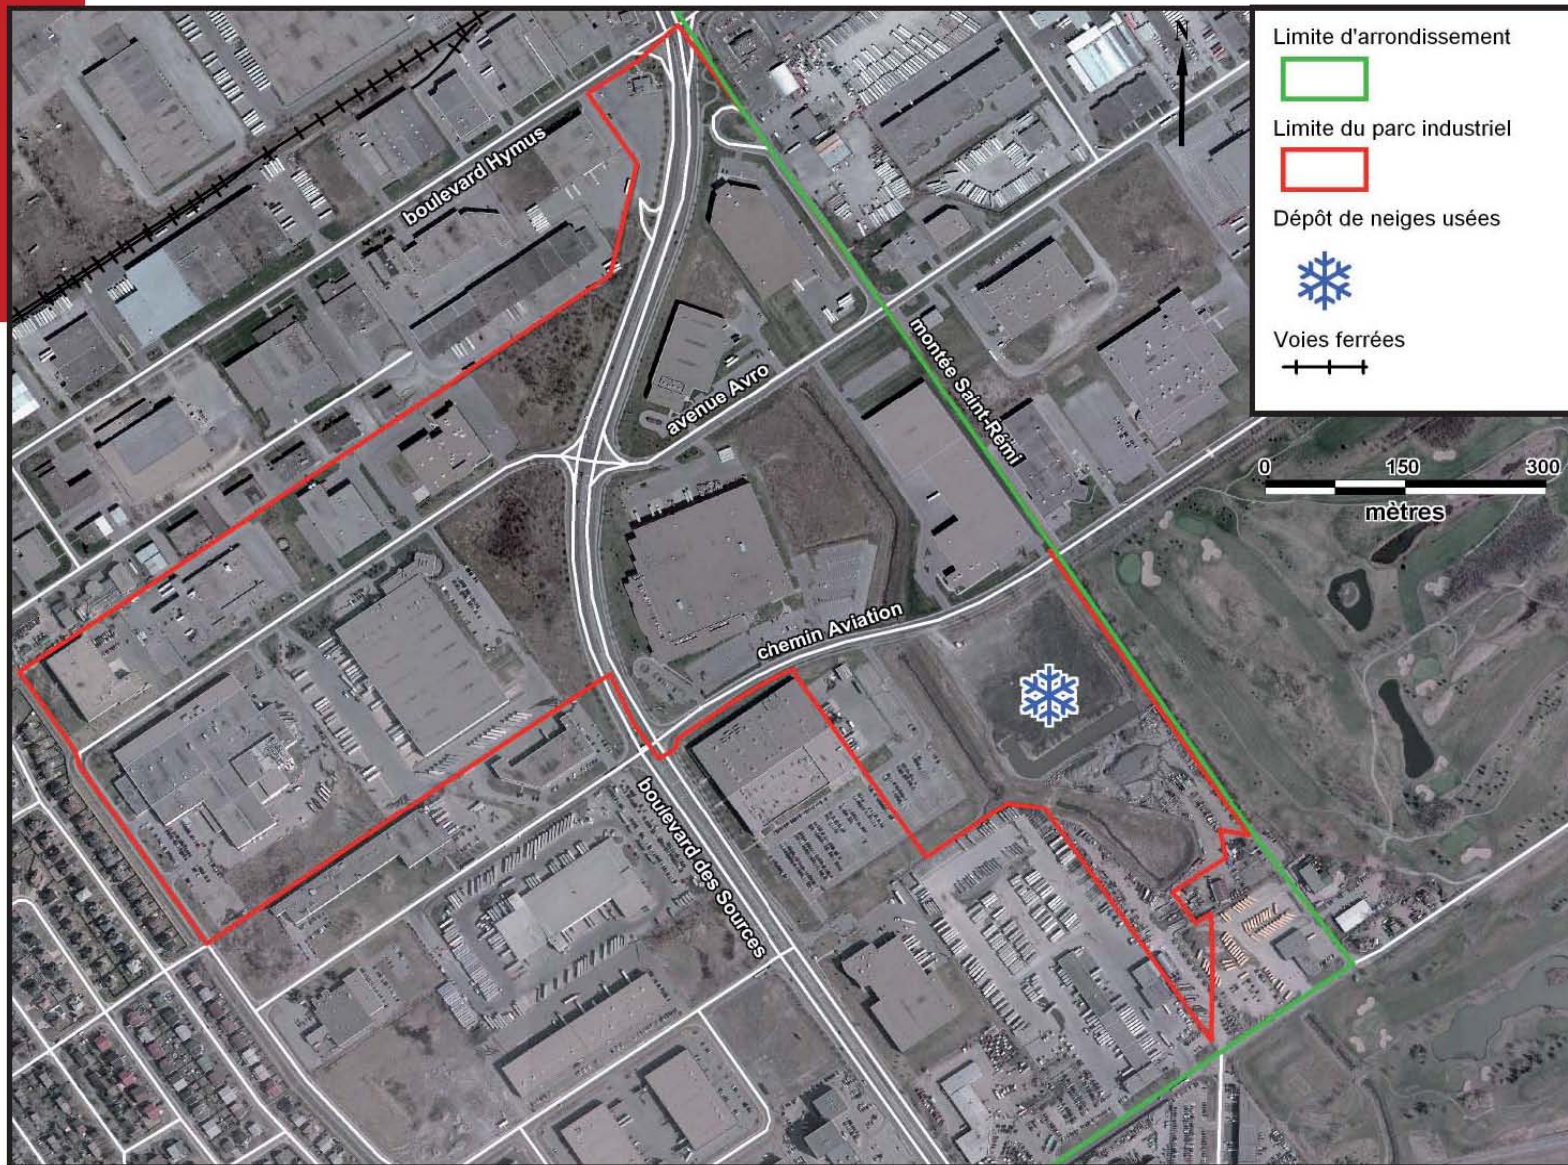 N
Limite d'arrondissement
Limite du parc industriel
Dépôt de neiges usées
Voies ferrées
boulevard Hymus
montée Saint-Rémi
avenue Avro
0 150 300
mètres
chemin Aviation
boulevard des Sources